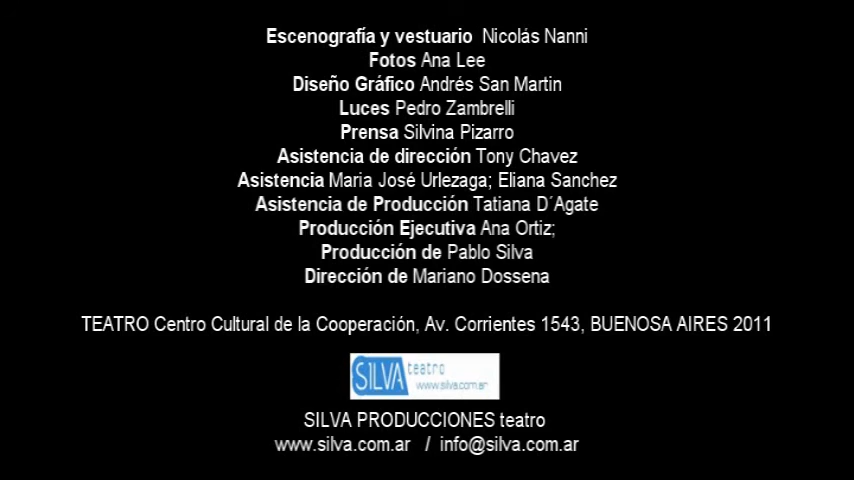 Escenografía y vestuario Nicolás Nanni
Fotos Ana Lee
Diseño Gráfico Andrés San Martin
Luces Pedro Zambrelli
Prensa Silvina Pizarro
Asistencia de dirección Tony Chavez
Asistencia Maria José Urlezaga; Eliana Sanchez
Asistencia de Producción Tatiana D´Agate
Producción Ejecutiva Ana Ortiz;
Producción de Pablo Silva
Dirección de Mariano Dossena
TEATRO Centro Cultural de la Cooperación, Av. Corrientes 1543, BUENOSA AIRES 2011
SILVA teatro
www.silva.com.ar
SILVA PRODUCCIONES teatro
www.silva.com.ar / info@silva.com.ar